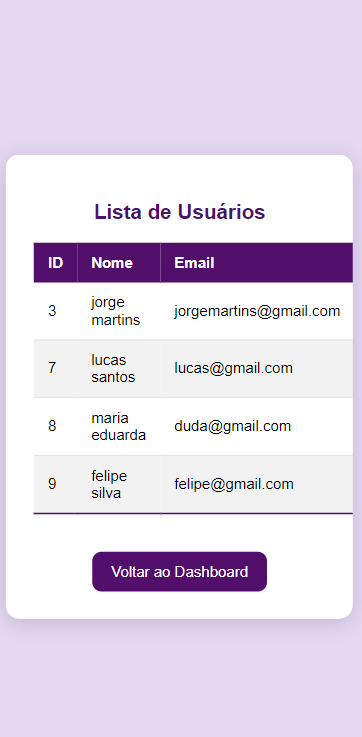 Lista de Usuários
ID Nome Email
3 jorge martins jorgemartins@gmail.com
7 lucas santos lucas@gmail.com
8 maria eduarda duda@gmail.com
9 felipe silva felipe@gmail.com
Voltar ao Dashboard